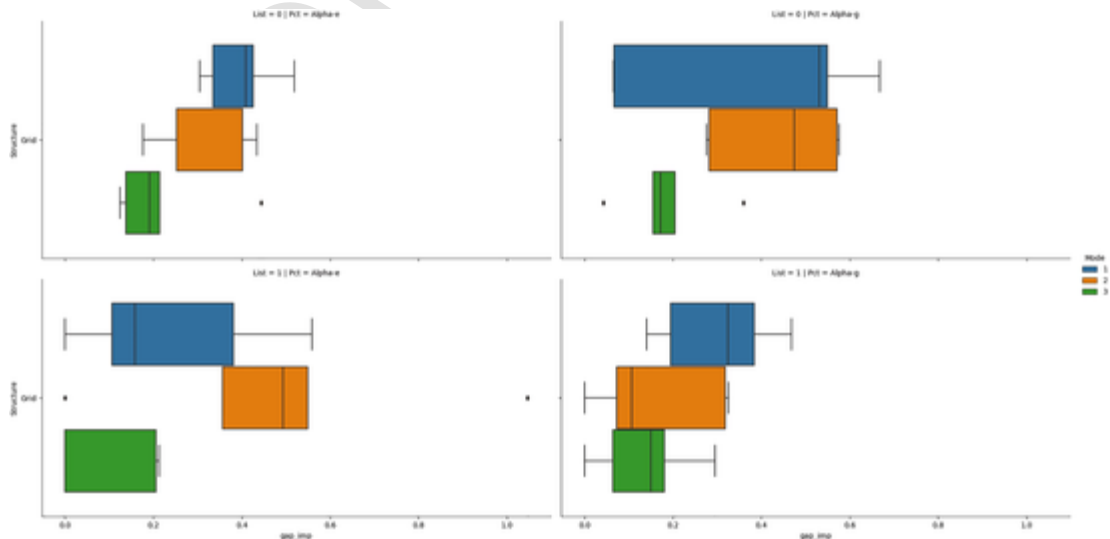 List = 0 | Pct = Alpha-e
List = 0 | Pct = Alpha-g
Structure
Grid
List = 1 | Pct = Alpha-e
List = 1 | Pct = Alpha-g
Mode
1
2
3
Structure
Grid
0.0 0.2 0.4 0.6 0.8 1.0
0.0 0.2 0.4 0.6 0.8 1.0
gap_imp
gap_imp